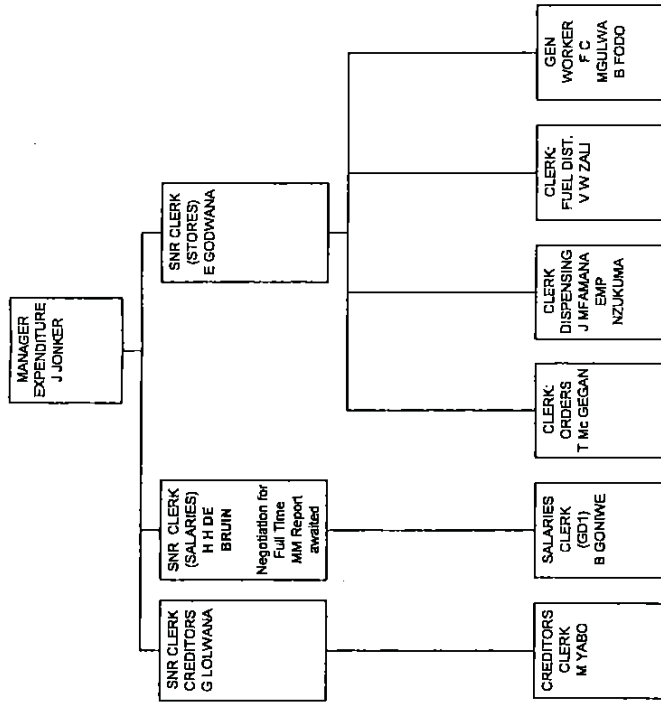 MANAGER
EXPENDITURE
J JONKER
SNR CLERK
CREDITORS
G LOLWANA
SNR CLERK
(SALARIES)
H H DE
BRUIN
Negotiation for
Full Time
MM Report
awaited
SNR CLERK
(STORES)
E GODWANA
CREDITORS
CLERK
M YABO
SALARIES
CLERK
(GD1)
B GONIWE
CLERK:
ORDERS
T Mc GEGAN
CLERK
DISPENSING
J MFAMANA
EMP
NZUKUMA
CLERK:
FUEL DIST.
V W ZALI
GEN
WORKER
F C
MGULWA
B FODO